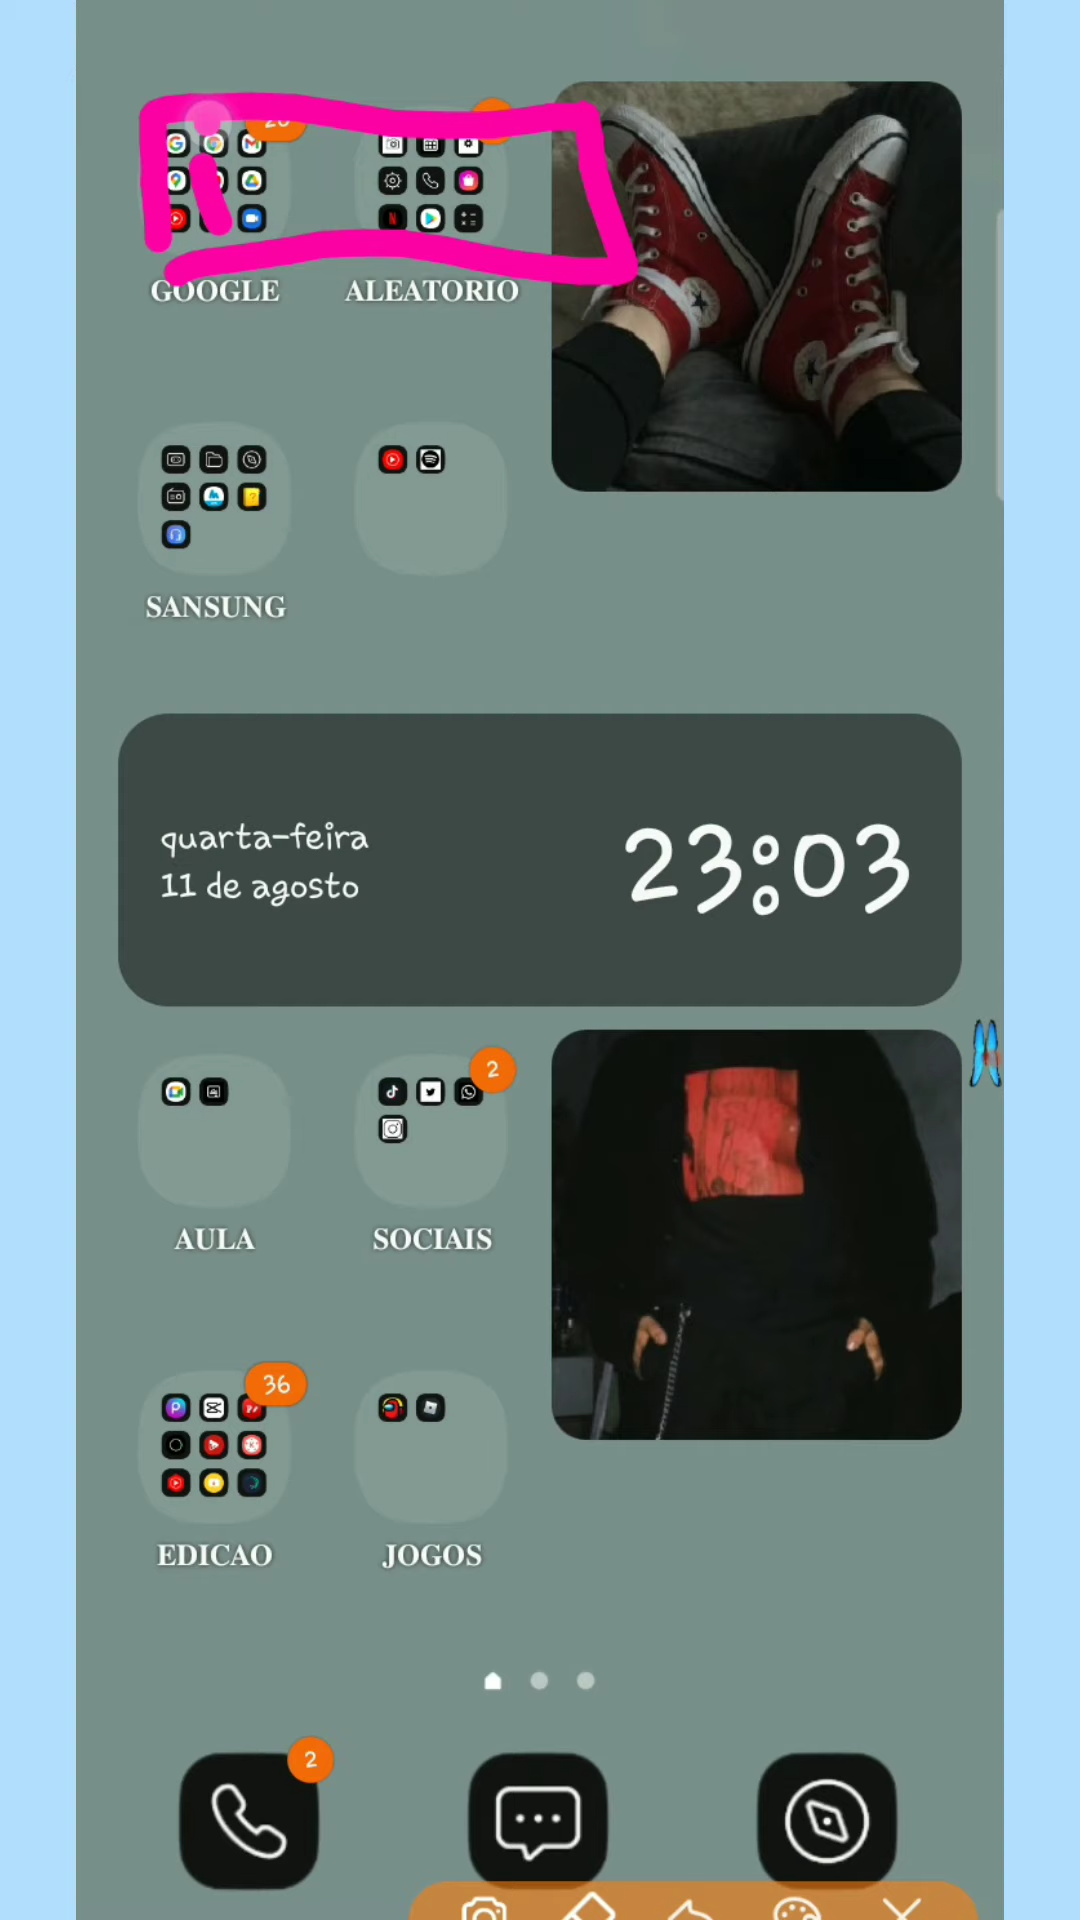 GOOGLE
ALEATORIO
SANSUNG
quarta-feira
11 de agosto
23:03
2
AULA
SOCIAIS
36
EDICAO
JOGOS
2